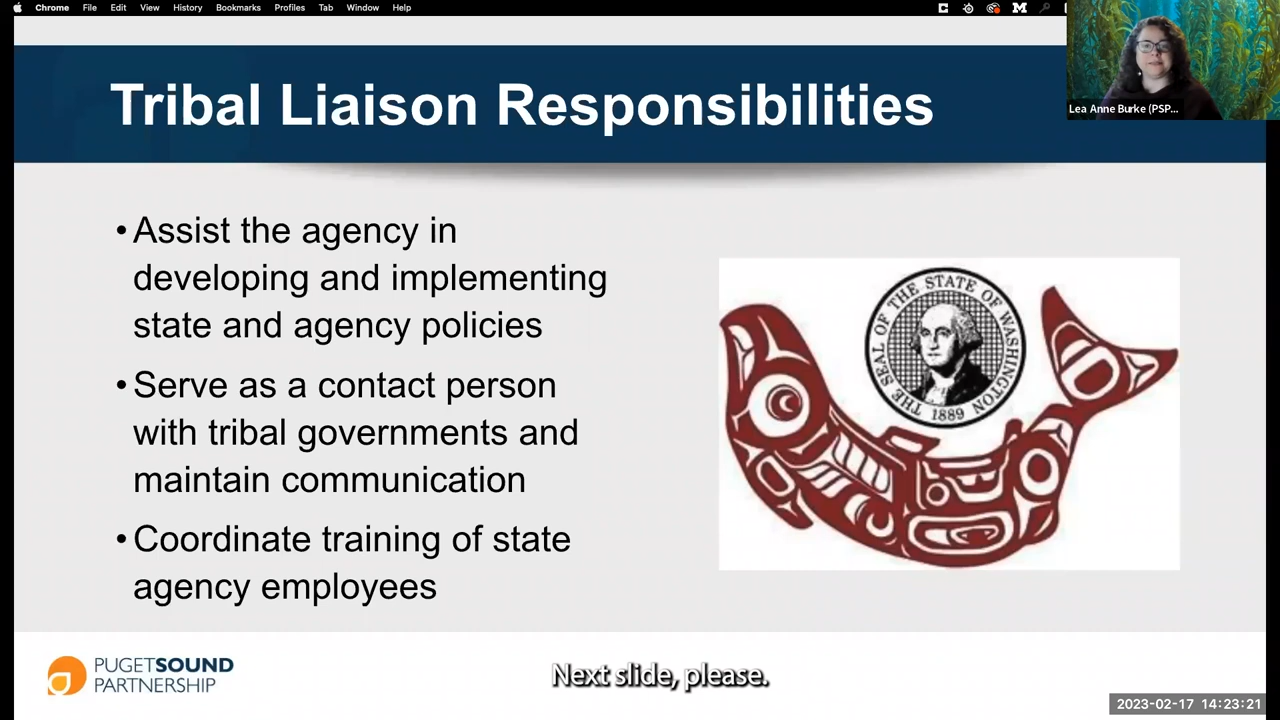 Chrome File Edit View History Bookmarks Profiles Tab Window Help
Tribal Liaison Responsibilities
Lea Anne Burke (PSP...
• Assist the agency in
developing and implementing
state and agency policies
• Serve as a contact person
with tribal governments and
maintain communication
• Coordinate training of state
agency employees
THE SEAL OF THE STATE OF WASHINGTON
1889
PUGETSOUND
PARTNERSHIP
Next slide, please.
2023-02-17 14:23:21